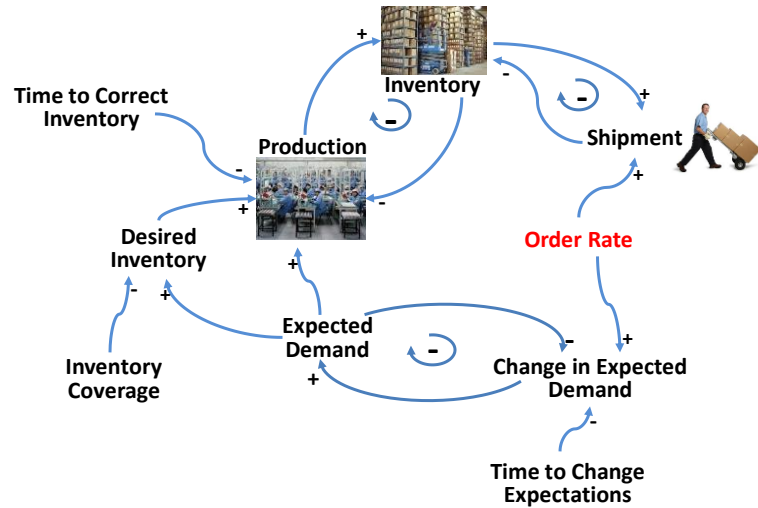 +
Inventory
-
+
-
Time to Correct
Inventory
-
Production
Shipment
-
+
-
+
Desired
Inventory
Order Rate
+
-
+
Expected
Demand
-
-
+
+
Change in Expected
Demand
Inventory
Coverage
-
Time to Change
Expectations